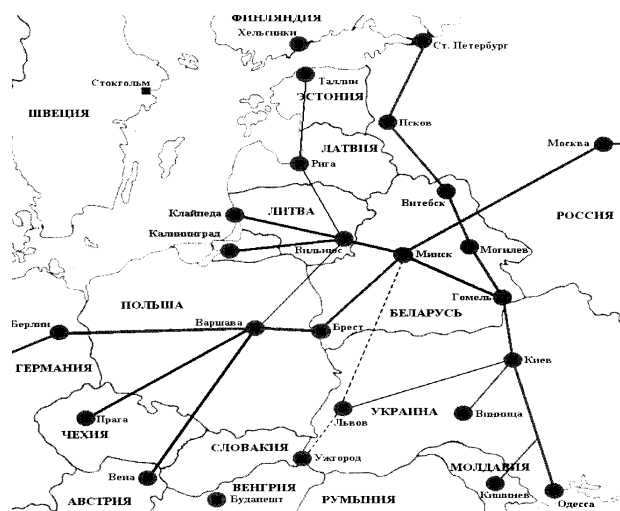 ФИНЛЯНДИЯ
Хельсинки
Ст. Петербург
Стокгольм
Таллин
ЭСТОНИЯ
ШВЕЦИЯ
Псков
Москва
ЛАТВИЯ
Рига
Витебск
Клайпеда
ЛИТВА
РОССИЯ
Калининград
Вильнюс
Минск
Могилев
ПОЛЬША
Гомель
БЕЛАРУСЬ
Берлин
Варшава
Брест
ГЕРМАНИЯ
Киев
Прага
Львов
УКРАИНА
Винница
ЧЕХИЯ
СЛОВАКИЯ
Ужгород
МОЛДАВИЯ
Вена
ВЕНГРИЯ
Кишинев
АВСТРИЯ
Будапешт
РУМЫНИЯ
Одесса